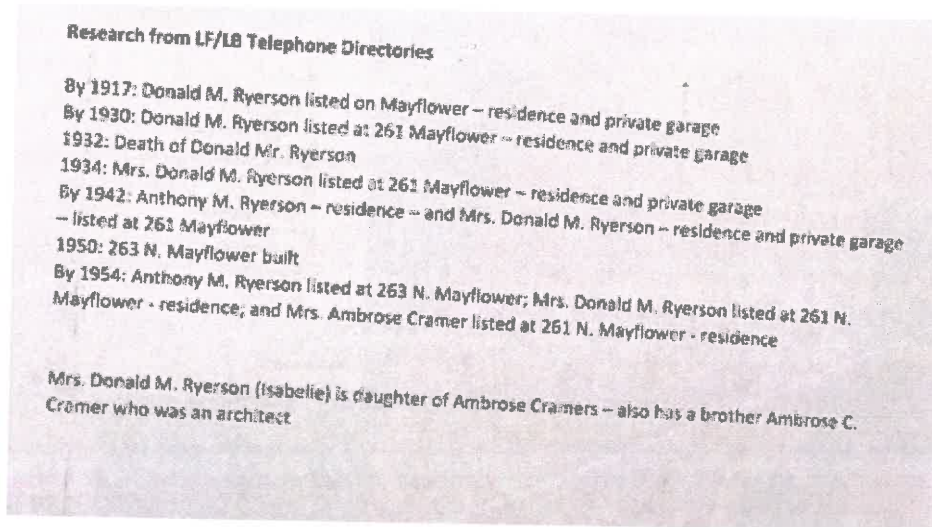 Research from LF/LB Telephone Directories
By 1917: Donald M. Ryerson listed on Mayflower – residence and private garage
By 1930: Donald M. Ryerson listed at 261 Mayflower – residence and private garage
1932: Death of Donald Mr. Ryerson
1934: Mrs. Donald M. Ryerson listed at 261 Mayflower – residence and private garage
By 1942: Anthony M. Ryerson – residence – and Mrs. Donald M. Ryerson – residence and private garage
– listed at 261 Mayflower
1950: 263 N. Mayflower built
By 1954: Anthony M. Ryerson listed at 263 N. Mayflower; Mrs. Donald M. Ryerson listed at 261 N.
Mayflower - residence; and Mrs. Ambrose Cramer listed at 261 N. Mayflower - residence
Mrs. Donald M. Ryerson (Isabelle) is daughter of Ambrose Cramers – also has a brother Ambrose C.
Cramer who was an architect